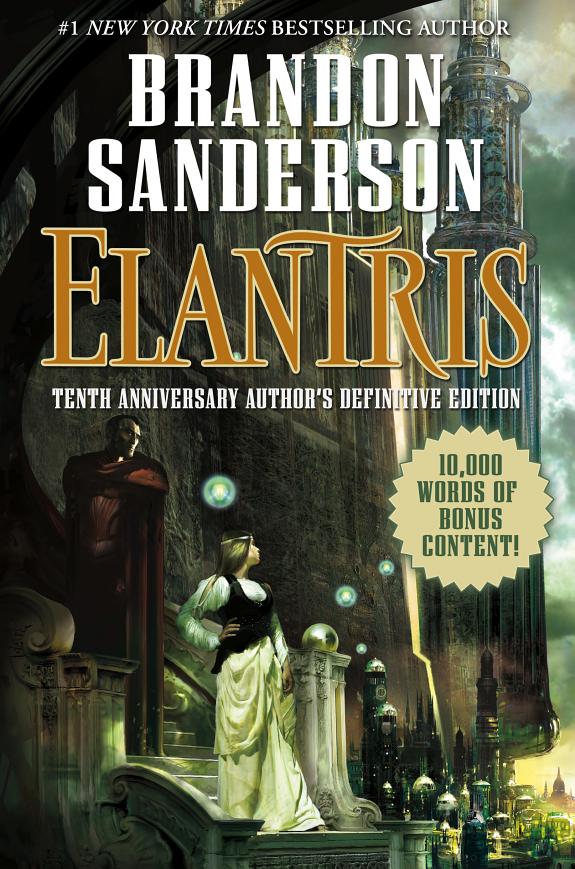 #1 NEW YORK TIMES BESTSELLING AUTHOR
BRANDON
SANDERSON
ELANTRIS
TENTH ANNIVERSARY AUTHOR'S DEFINITIVE EDITION
10,000
WORDS OF
BONUS
CONTENT!